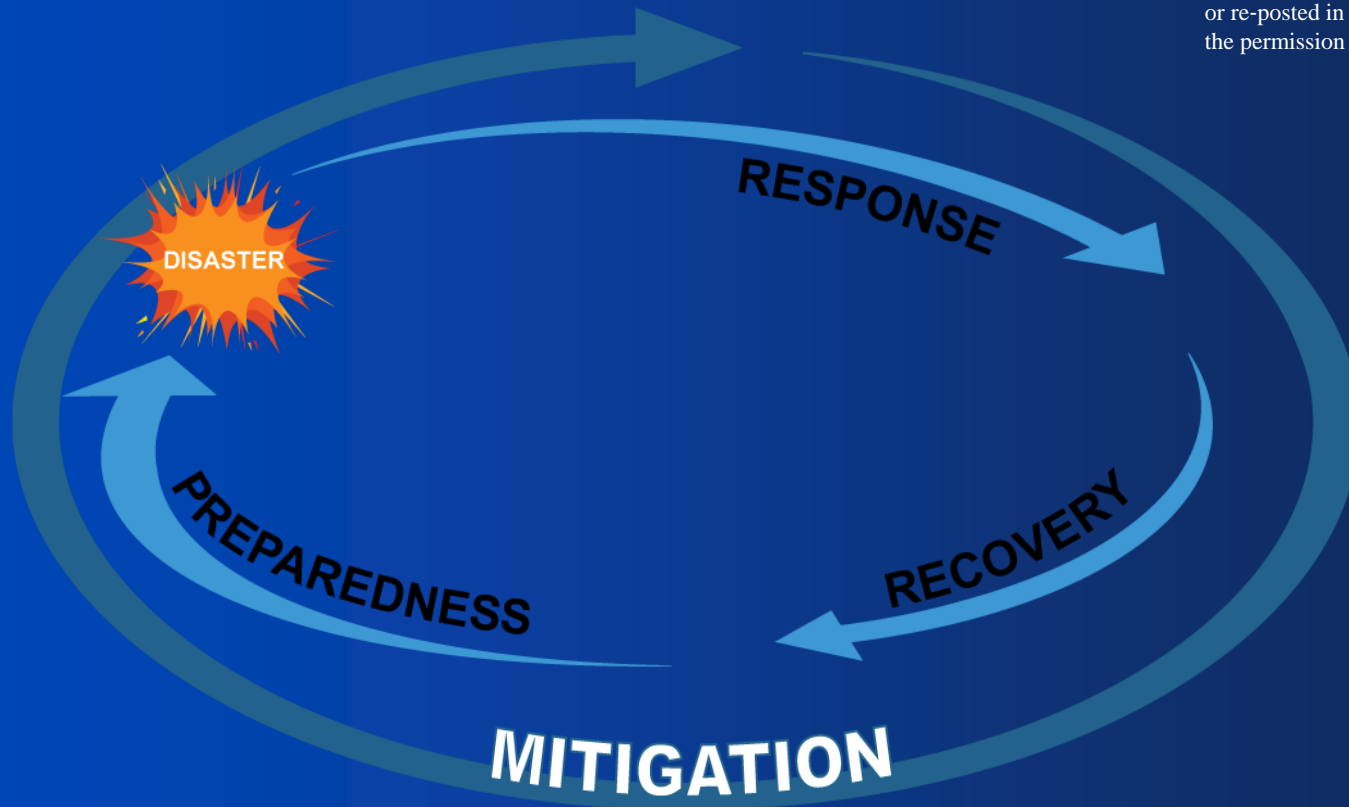 or re-posted in
the permission
RESPONSE
DISASTER
PREPAREDNESS
RECOVERY
MITIGATION